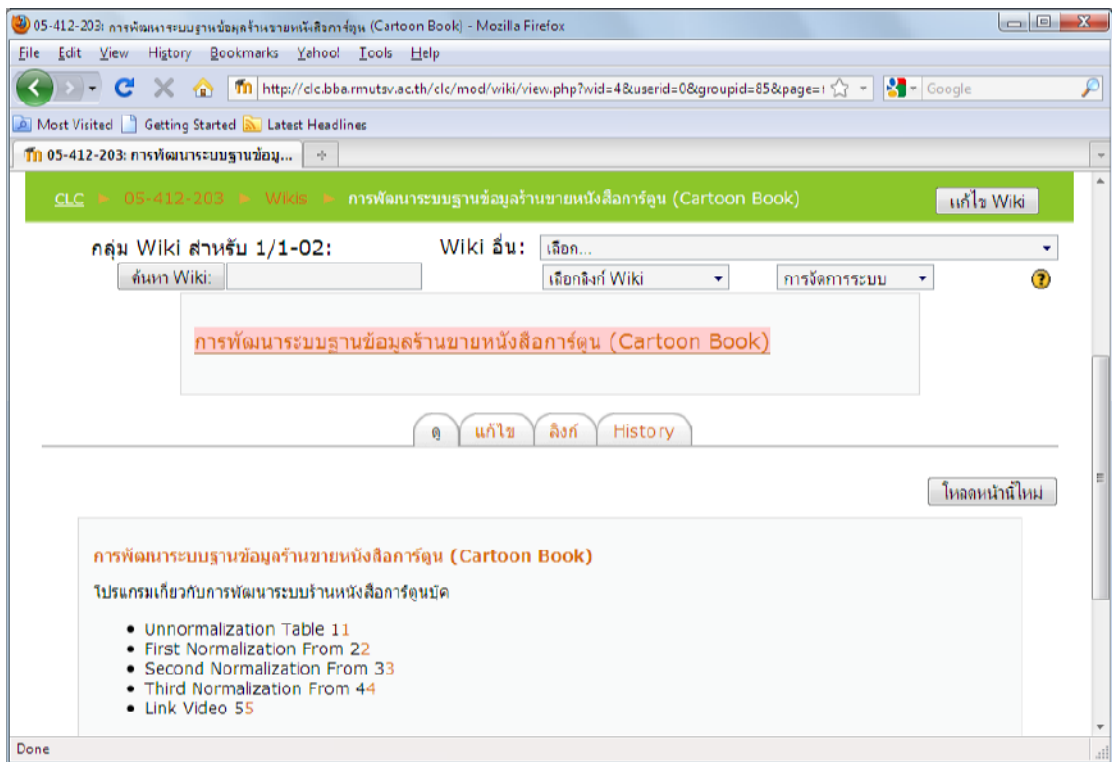 05-412-203: การพัฒนาระบบฐานข้อมูลร้านขายหนังสือการ์ตูน (Cartoon Book) - Mozilla Firefox
File Edit View History Bookmarks Yahoo! Tools Help
http://clc.bba.rmutsv.ac.th/clc/mod/wiki/view.php?wid=4&userid=0&groupid=85&page= Google
Most Visited Getting Started Latest Headlines
05-412-203: การพัฒนาระบบฐานข้อมู...
CLC ► 05-412-203 ► Wikis ► การพัฒนาระบบฐานข้อมูลร้านขายหนังสือการ์ตูน (Cartoon Book) แก้ไข Wiki
กลุ่ม Wiki สำหรับ 1/1-02: Wiki อื่น: เลือก...
ค้นหา Wiki: เลือกลิงก์ Wiki การจัดการระบบ ?
การพัฒนาระบบฐานข้อมูลร้านขายหนังสือการ์ตูน (Cartoon Book)
ดู แก้ไข ลิงก์ History
โหลดหน้านี้ใหม่
การพัฒนาระบบฐานข้อมูลร้านขายหนังสือการ์ตูน (Cartoon Book)
โปรแกรมเกี่ยวกับการพัฒนาระบบร้านหนังสือการ์ตูนบุ๊ค
• Unnormalization Table 11
• First Normalization From 22
• Second Normalization From 33
• Third Normalization From 44
• Link Video 55
Done